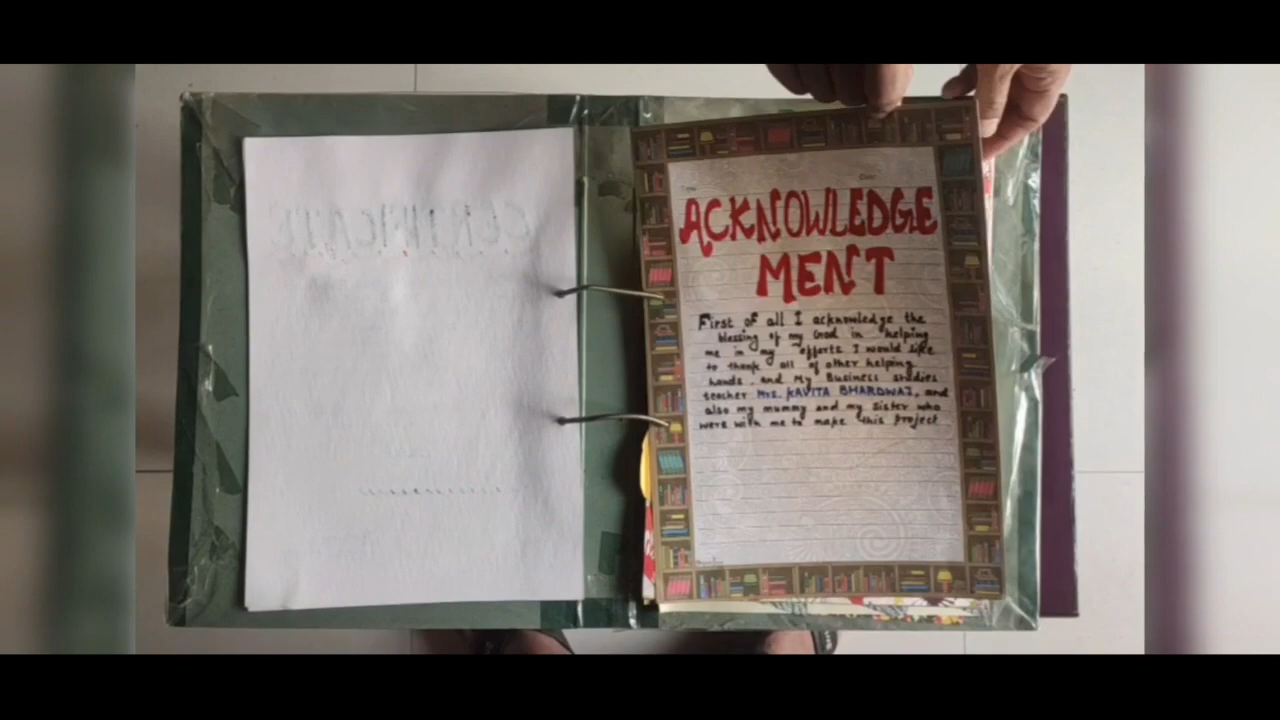 CERTIFICATE
ACKNOWLEDGE
MENT
First of all I acknowledge the
blessing of my God in helping
me in my efforts I would like
to thank all of other helping
hands. and My Business studies
teacher Mrs. KAVITA BHARDWAJ, and
also my mummy and my sister who
were with me to make this project